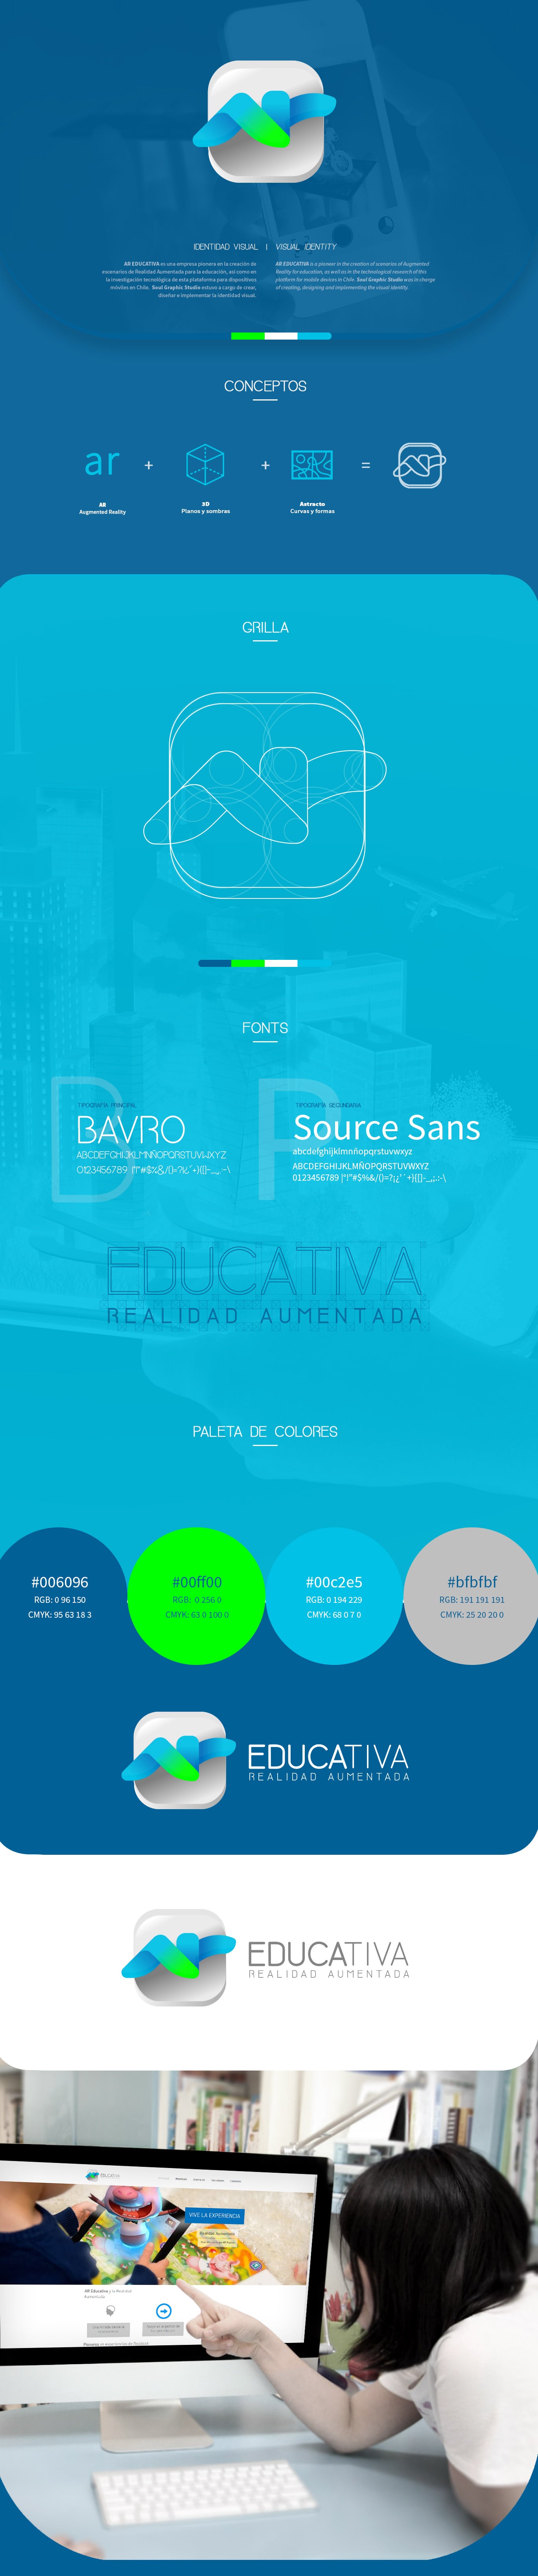 IDENTIDAD VISUAL | VISUAL IDENTITY
AR EDUCATIVA es una empresa pionera en la creación de
escenarios de Realidad Aumentada para la educación, así como en
la investigación tecnológica de esta plataforma para dispositivos
móviles en Chile. Soul Graphic Studio estuvo a cargo de crear,
diseñar e implementar la identidad visual.
AR EDUCATIVA is a pioneer in the creation of scenarios of Augmented
Reality for education, as well as in the technological research of this
platform for mobile devices in Chile. Soul Graphic Studio was in charge
of creating, designing and implementing the visual identity.
CONCEPTOS
ar + + =
AR
Augmented Reality
3D
Planos y sombras
Astracto
Curvas y formas
GRILLA
FONTS
B
TIPOGRAFÍA PRINCIPAL
BAVRO
ABCDEFGHIJKLMNÑOPQRSTUVWXYZ
0123456789 |°!"#$%&/()=?¡¿'´+}{[]-_.,;.:-\
P
TIPOGRAFÍA SECUNDARIA
Source Sans
abcdefghijklmnñopqrstuvwxyz
ABCDEFGHIJKLMÑOPQRSTUVWXYZ
0123456789 |°!"#$%&/()=?¡¿'´+}{[]-_.,;.:-\
EDUCATIVA
REALIDAD AUMENTADA
PALETA DE COLORES
#006096
RGB: 0 96 150
CMYK: 95 63 18 3
#00ff00
RGB: 0 256 0
CMYK: 63 0 100 0
#00c2e5
RGB: 0 194 229
CMYK: 68 0 7 0
#bfbfbf
RGB: 191 191 191
CMYK: 25 20 20 0
EDUCATIVA
REALIDAD AUMENTADA
EDUCATIVA
REALIDAD AUMENTADA
VIVE LA EXPERIENCIA
AR Educativa y la Realidad
Aumentada